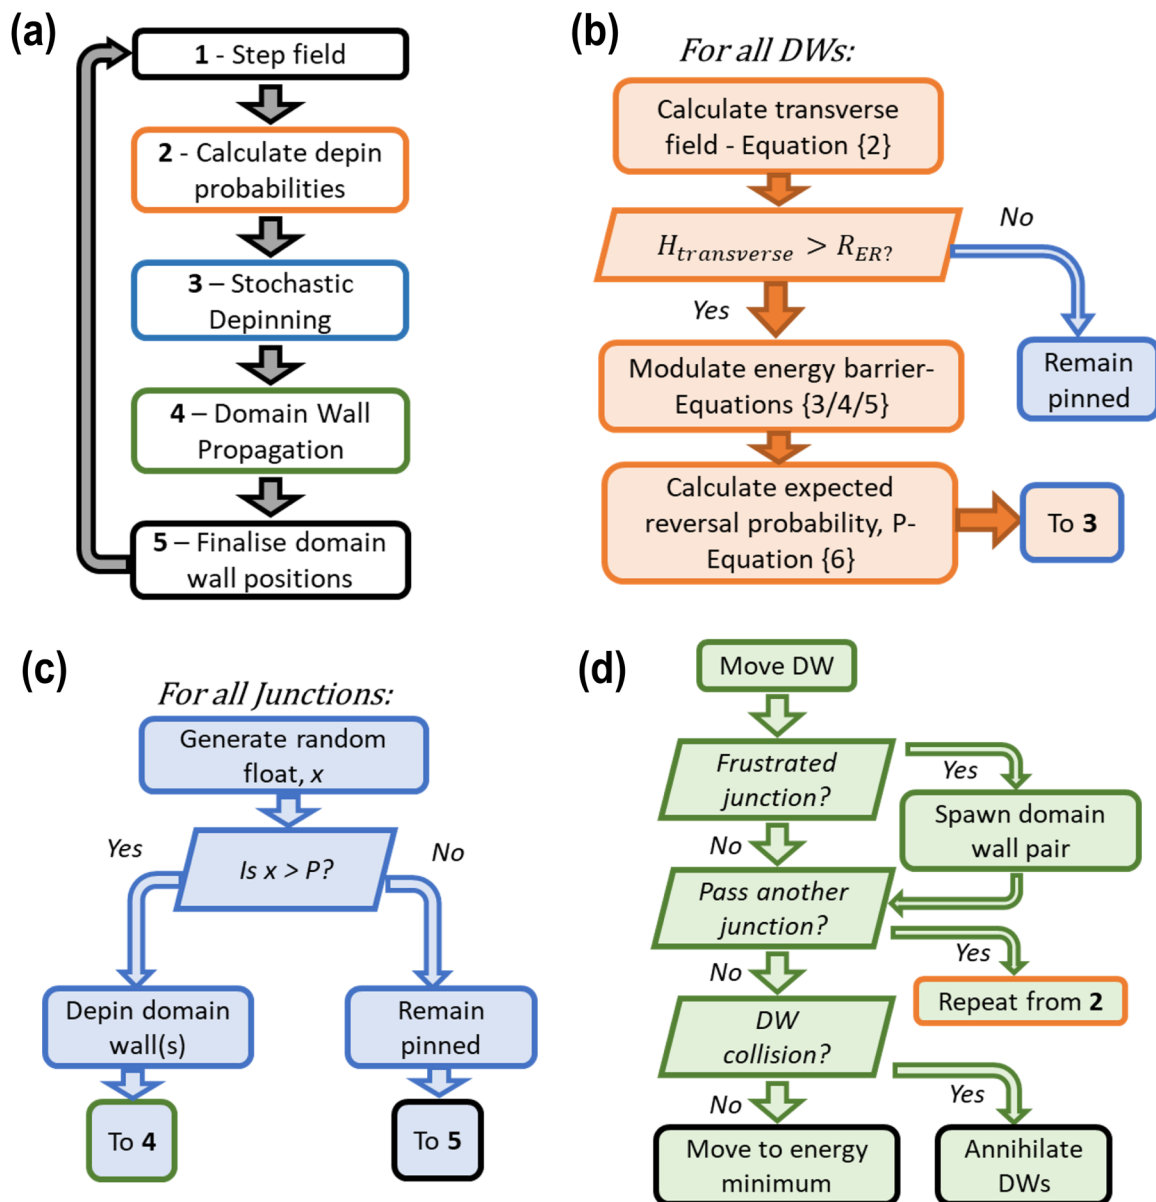 (a)
1 - Step field
2 - Calculate depin
probabilities
3 – Stochastic
Depinning
4 – Domain Wall
Propagation
5 – Finalise domain
wall positions
(b)
For all DWs:
Calculate transverse
field - Equation {2}
H_transverse > R_ER?
No
Yes
Remain
pinned
Modulate energy barrier-
Equations {3/4/5}
Calculate expected
reversal probability, P-
Equation {6}
To 3
(c)
For all Junctions:
Generate random
float, x
Is x > P?
Yes
No
Depin domain
wall(s)
Remain
pinned
To 4
To 5
(d)
Move DW
Frustrated
junction?
Yes
Spawn domain
wall pair
No
Pass another
junction?
Yes
Repeat from 2
No
DW
collision?
Yes
No
Move to energy
minimum
Annihilate
DWs